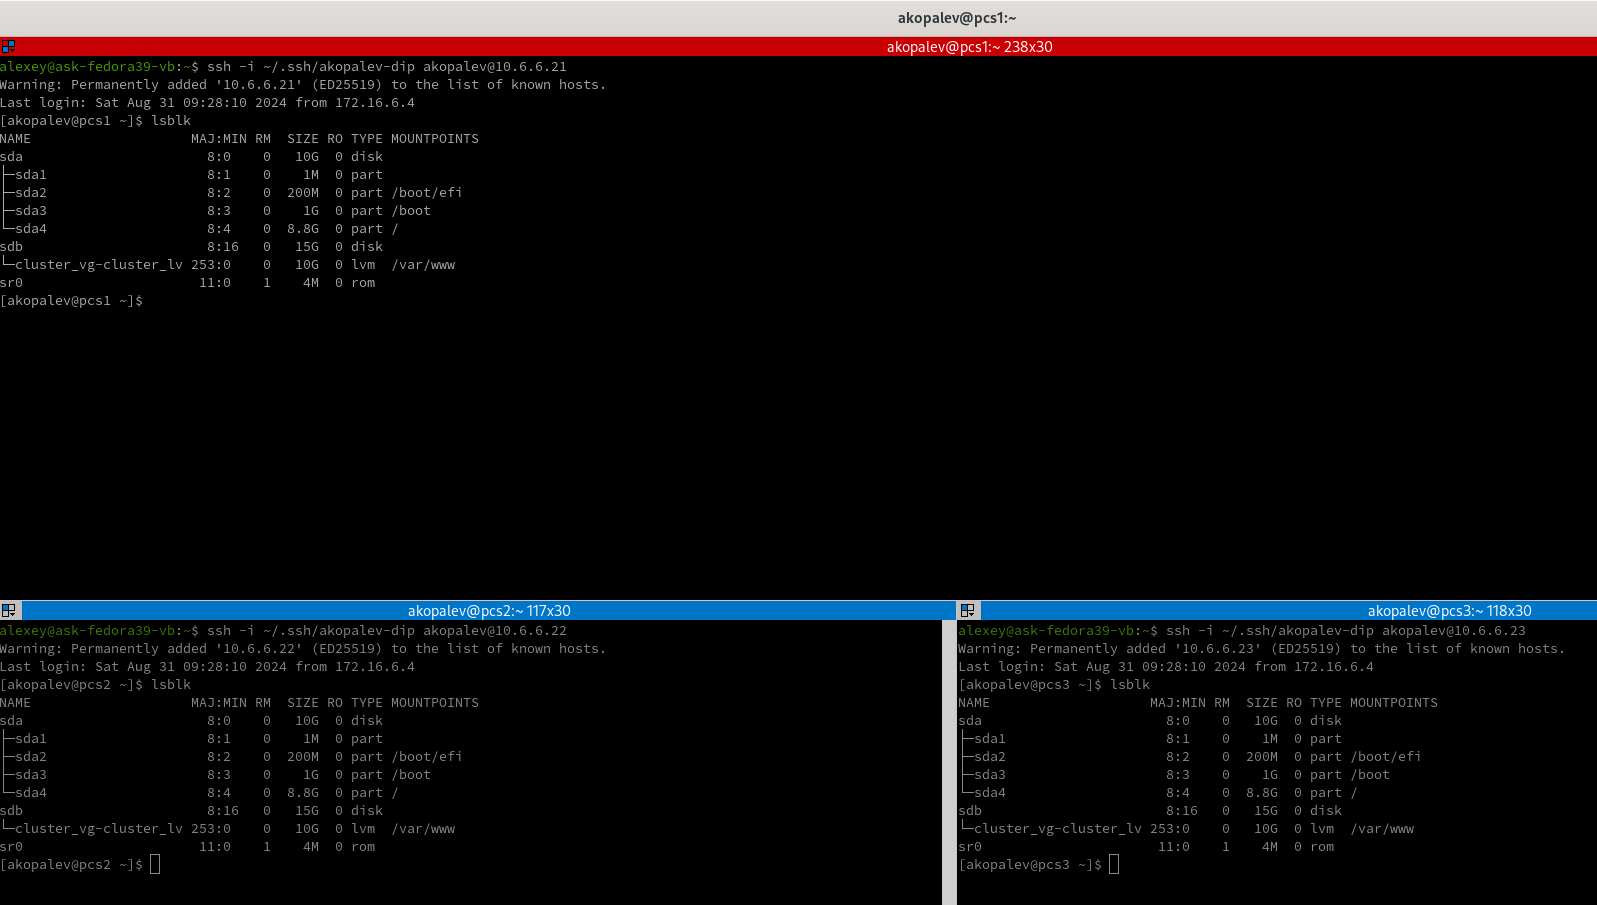 akopalev@pcs1:~
akopalev@pcs1:~ 238x30
alexey@ask-fedora39-vb:~$ ssh -i ~/.ssh/akopalev-dip akopalev@10.6.6.21
Warning: Permanently added '10.6.6.21' (ED25519) to the list of known hosts.
Last login: Sat Aug 31 09:28:10 2024 from 172.16.6.4
[akopalev@pcs1 ~]$ lsblk
NAME                    MAJ:MIN RM  SIZE RO TYPE MOUNTPOINTS
sda                       8:0    0   10G  0 disk
├─sda1                    8:1    0    1M  0 part
├─sda2                    8:2    0  200M  0 part /boot/efi
├─sda3                    8:3    0    1G  0 part /boot
└─sda4                    8:4    0  8.8G  0 part /
sdb                       8:16   0   15G  0 disk
└─cluster_vg-cluster_lv 253:0    0   10G  0 lvm  /var/www
sr0                      11:0    1    4M  0 rom
[akopalev@pcs1 ~]$
akopalev@pcs2:~ 117x30
alexey@ask-fedora39-vb:~$ ssh -i ~/.ssh/akopalev-dip akopalev@10.6.6.22
Warning: Permanently added '10.6.6.22' (ED25519) to the list of known hosts.
Last login: Sat Aug 31 09:28:10 2024 from 172.16.6.4
[akopalev@pcs2 ~]$ lsblk
NAME                    MAJ:MIN RM  SIZE RO TYPE MOUNTPOINTS
sda                       8:0    0   10G  0 disk
├─sda1                    8:1    0    1M  0 part
├─sda2                    8:2    0  200M  0 part /boot/efi
├─sda3                    8:3    0    1G  0 part /boot
└─sda4                    8:4    0  8.8G  0 part /
sdb                       8:16   0   15G  0 disk
└─cluster_vg-cluster_lv 253:0    0   10G  0 lvm  /var/www
sr0                      11:0    1    4M  0 rom
[akopalev@pcs2 ~]$
akopalev@pcs3:~ 118x30
alexey@ask-fedora39-vb:~$ ssh -i ~/.ssh/akopalev-dip akopalev@10.6.6.23
Warning: Permanently added '10.6.6.23' (ED25519) to the list of known hosts.
Last login: Sat Aug 31 09:28:10 2024 from 172.16.6.4
[akopalev@pcs3 ~]$ lsblk
NAME                    MAJ:MIN RM  SIZE RO TYPE MOUNTPOINTS
sda                       8:0    0   10G  0 disk
├─sda1                    8:1    0    1M  0 part
├─sda2                    8:2    0  200M  0 part /boot/efi
├─sda3                    8:3    0    1G  0 part /boot
└─sda4                    8:4    0  8.8G  0 part /
sdb                       8:16   0   15G  0 disk
└─cluster_vg-cluster_lv 253:0    0   10G  0 lvm  /var/www
sr0                      11:0    1    4M  0 rom
[akopalev@pcs3 ~]$